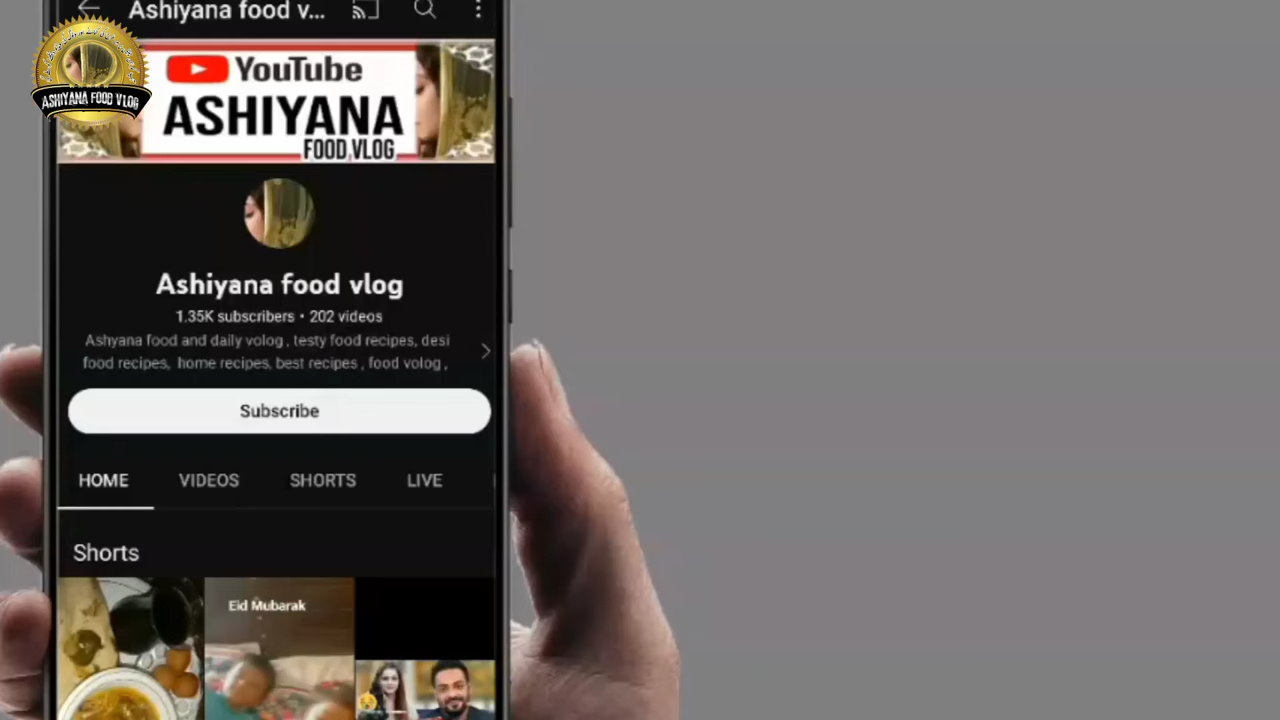 Ashiyana food v...
ASHIYANA FOOD VLOG
YouTube
ASHIYANA
FOOD VLOG
Ashiyana food vlog
1.35K subscribers • 202 videos
Ashyana food and daily volog , testy food recipes, desi
food recipes, home recipes, best recipes , food volog ,
Subscribe
HOME VIDEOS SHORTS LIVE
Shorts
Eid Mubarak